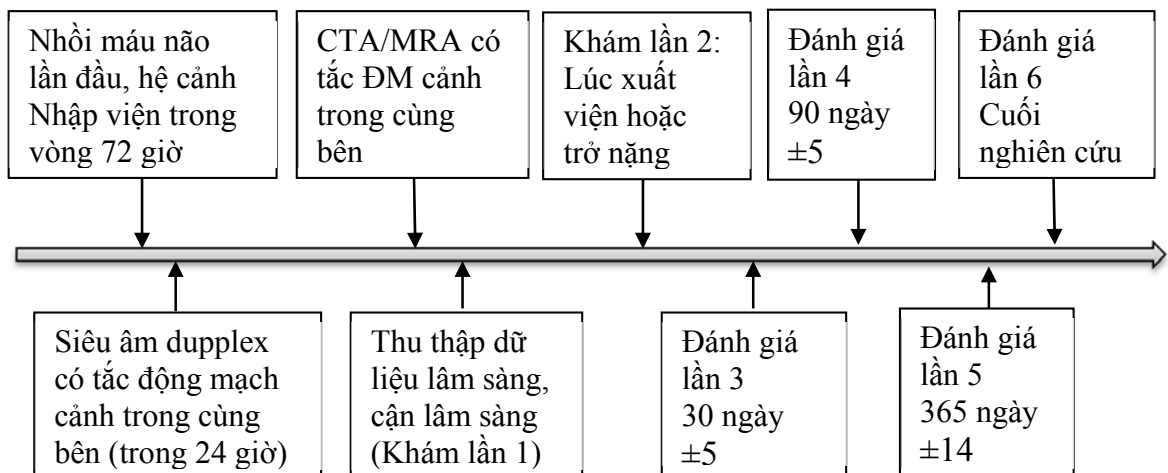 Nhồi máu não
lần đầu, hệ cảnh
Nhập viện trong
vòng 72 giờ
CTA/MRA có
tắc ĐM cảnh
trong cùng
bên
Khám lần 2:
Lúc xuất
viện hoặc
trở nặng
Đánh giá
lần 4
90 ngày
±5
Đánh giá
lần 6
Cuối
nghiên cứu
Siêu âm dupplex
có tắc động mạch
cảnh trong cùng
bên (trong 24 giờ)
Thu thập dữ
liệu lâm sàng,
cận lâm sàng
(Khám lần 1)
Đánh giá
lần 3
30 ngày
±5
Đánh giá
lần 5
365 ngày
±14